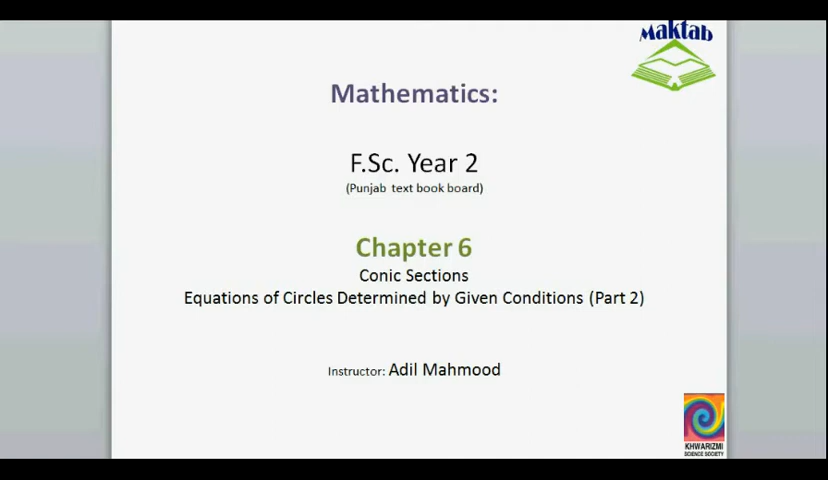 Maktab
Mathematics:
F.Sc. Year 2
(Punjab text book board)
Chapter 6
Conic Sections
Equations of Circles Determined by Given Conditions (Part 2)
Instructor: Adil Mahmood
KHWARIZMI
SCIENCE SOCIETY